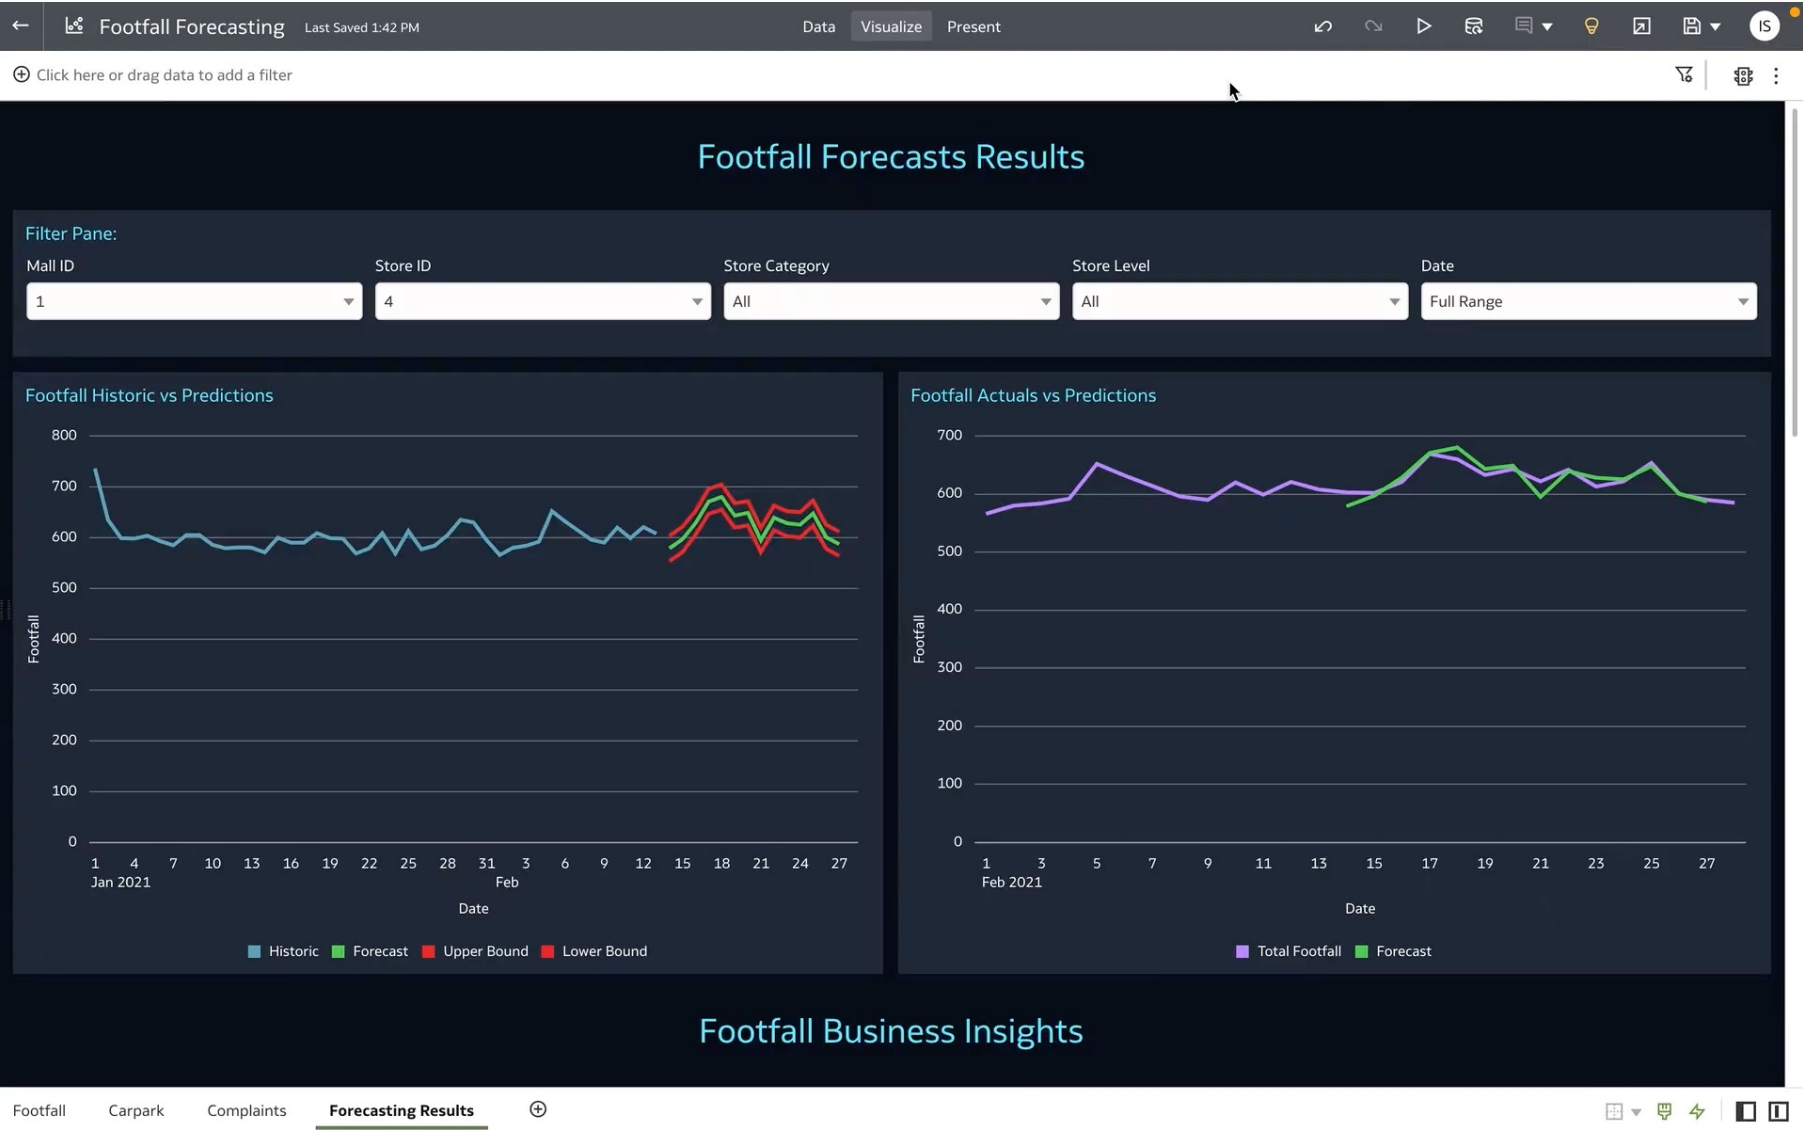 Footfall Forecasting Last Saved 1:42 PM Data Visualize Present IS
Click here or drag data to add a filter
Footfall Forecasts Results
Filter Pane:
Mall ID Store ID Store Category Store Level Date
1 4 All All Full Range
Footfall Historic vs Predictions
800
700
600
500
400
300
200
100
0
Footfall
1 4 7 10 13 16 19 22 25 28 31 3 6 9 12 15 18 21 24 27
Jan 2021 Feb
Date
Historic Forecast Upper Bound Lower Bound
Footfall Actuals vs Predictions
700
600
500
400
300
200
100
0
Footfall
1 3 5 7 9 11 13 15 17 19 21 23 25 27
Feb 2021
Date
Total Footfall Forecast
Footfall Business Insights
Footfall Carpark Complaints Forecasting Results